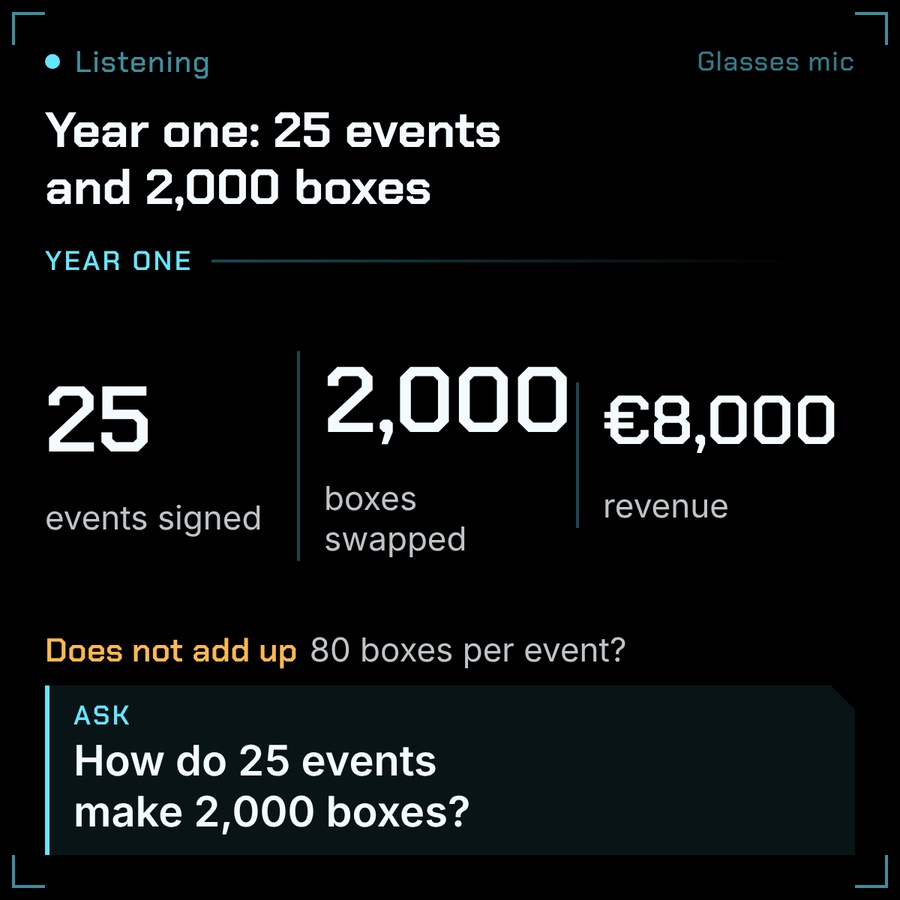 Listening
Glasses mic
Year one: 25 events
and 2,000 boxes
YEAR ONE
25
events signed
2,000
boxes
swapped
€8,000
revenue
Does not add up 80 boxes per event?
ASK
How do 25 events
make 2,000 boxes?